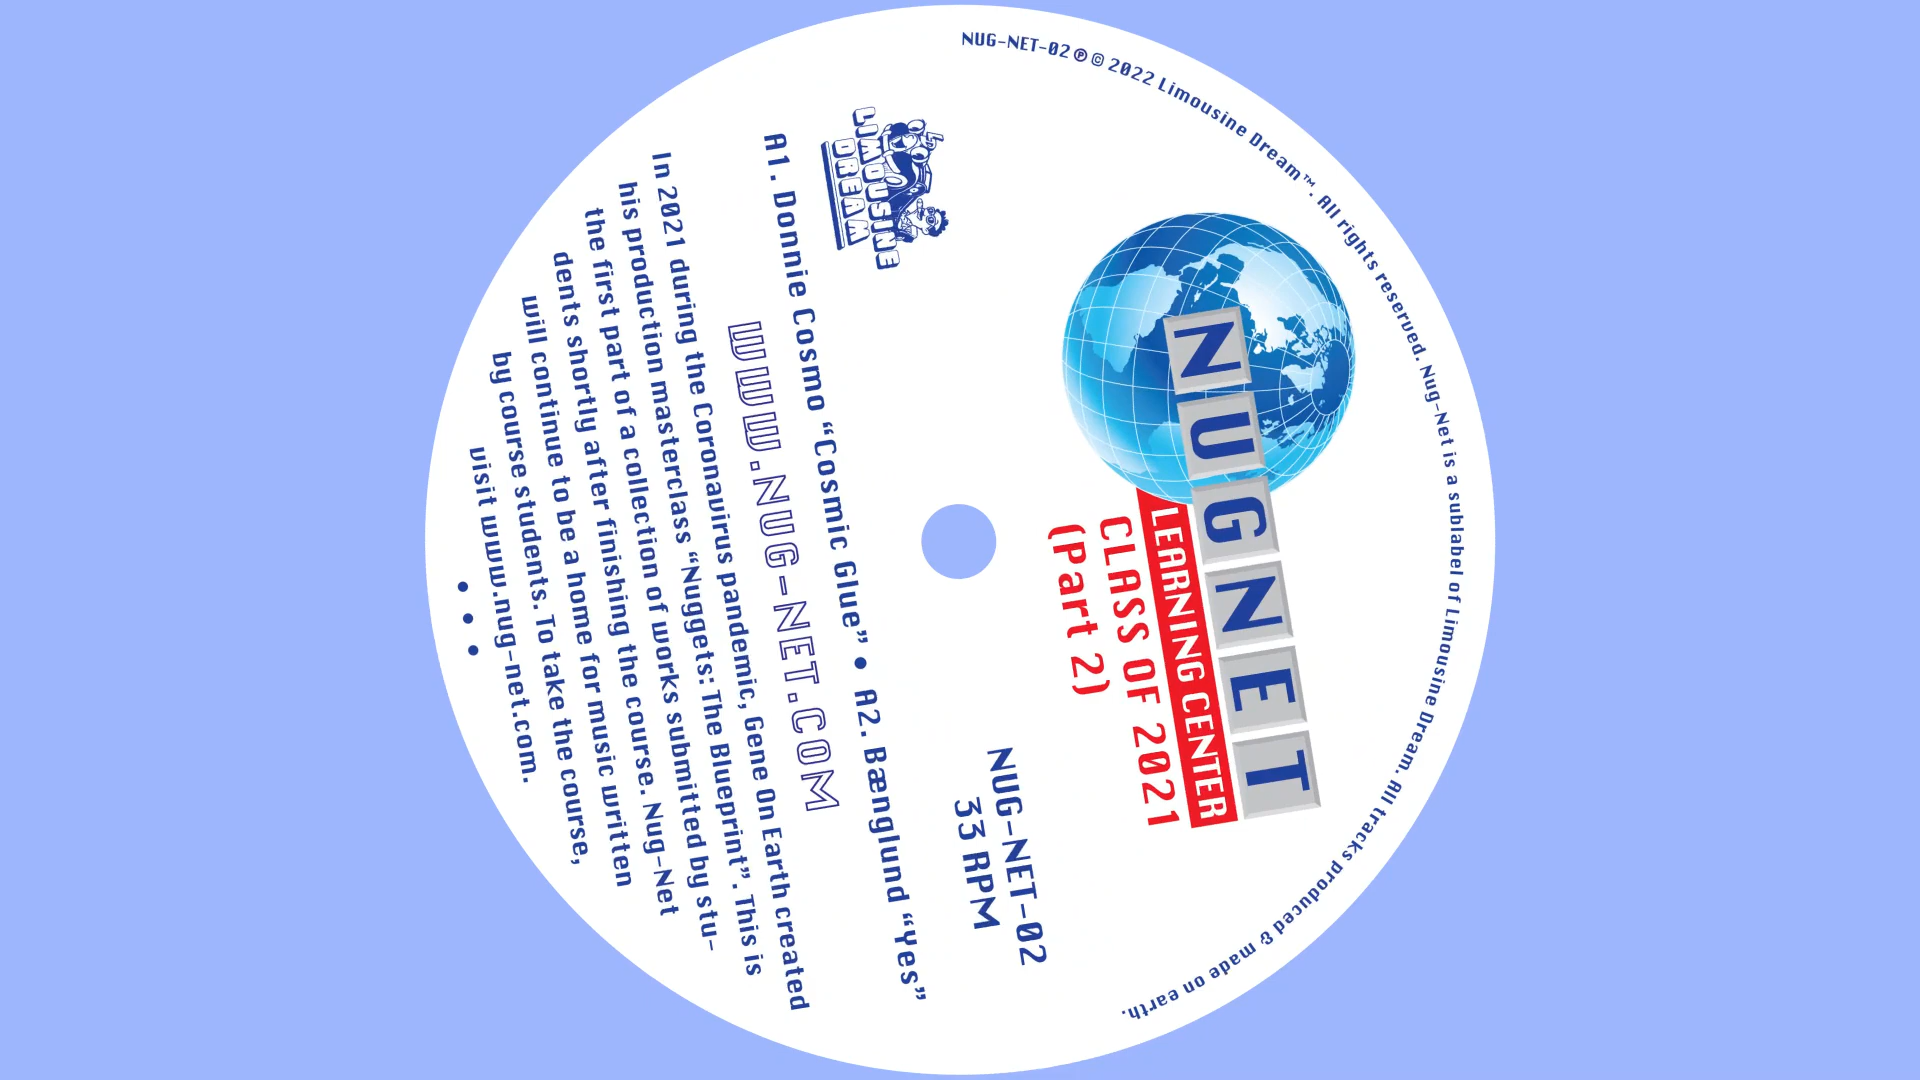 NUG-NET-02 ℗ © 2022 Limousine Dream™. All rights reserved. Nug-Net is a sublabel of Limousine Dream. All tracks produced & made on earth.
NUGNET
LEARNING CENTER
CLASS OF 2021
(Part 2)
LD
LIMOUSINE
DREAM
NUG-NET-02
33 RPM
A1. Donnie Cosmo “Cosmic Glue” • A2. Bænglund “Yes”
WWW.NUG-NET.COM
In 2021 during the Coronavirus pandemic, Gene On Earth created
his production masterclass “Nuggets: The Blueprint”. This is
the first part of a collection of works submitted by stu-
dents shortly after finishing the course. Nug-Net
will continue to be a home for music written
by course students. To take the course,
visit www.nug-net.com.